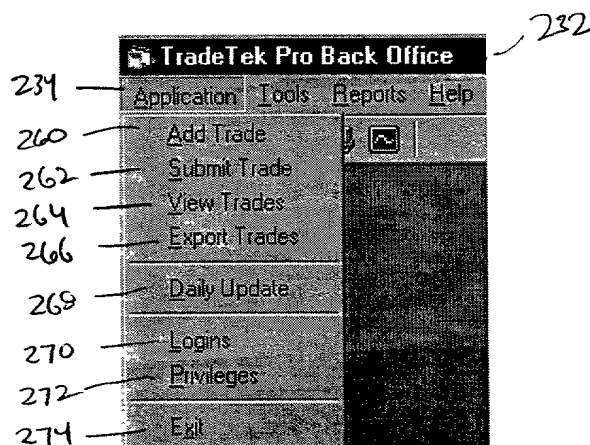 232
TradeTek Pro Back Office
234 Application Tools Reports Help
260 Add Trade
262 Submit Trade
264 View Trades
266 Export Trades
268 Daily Update
270 Logins
272 Privileges
274 Exit